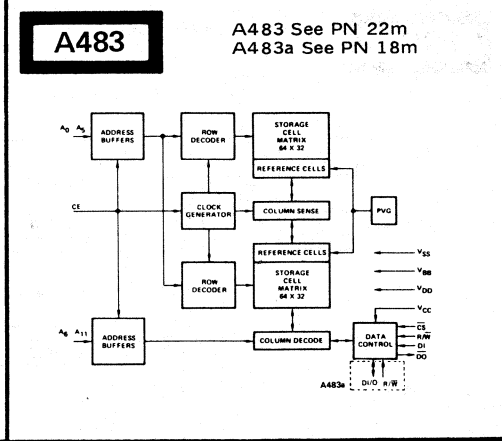 A483
A483 See PN 22m
A483a See PN 18m
A0 A5
ADDRESS
BUFFERS
ROW
DECODER
STORAGE
CELL
MATRIX
64 X 32
REFERENCE CELLS
CE
CLOCK
GENERATOR
COLUMN SENSE
PVG
REFERENCE CELLS
STORAGE
CELL
MATRIX
64 X 32
ROW
DECODER
VSS
VBB
VDD
VCC
A6 A11
ADDRESS
BUFFERS
COLUMN DECODE
DATA
CONTROL
C̅S̅
R/W̅
DI
D̅O̅
A483a
DI/O R/W̅